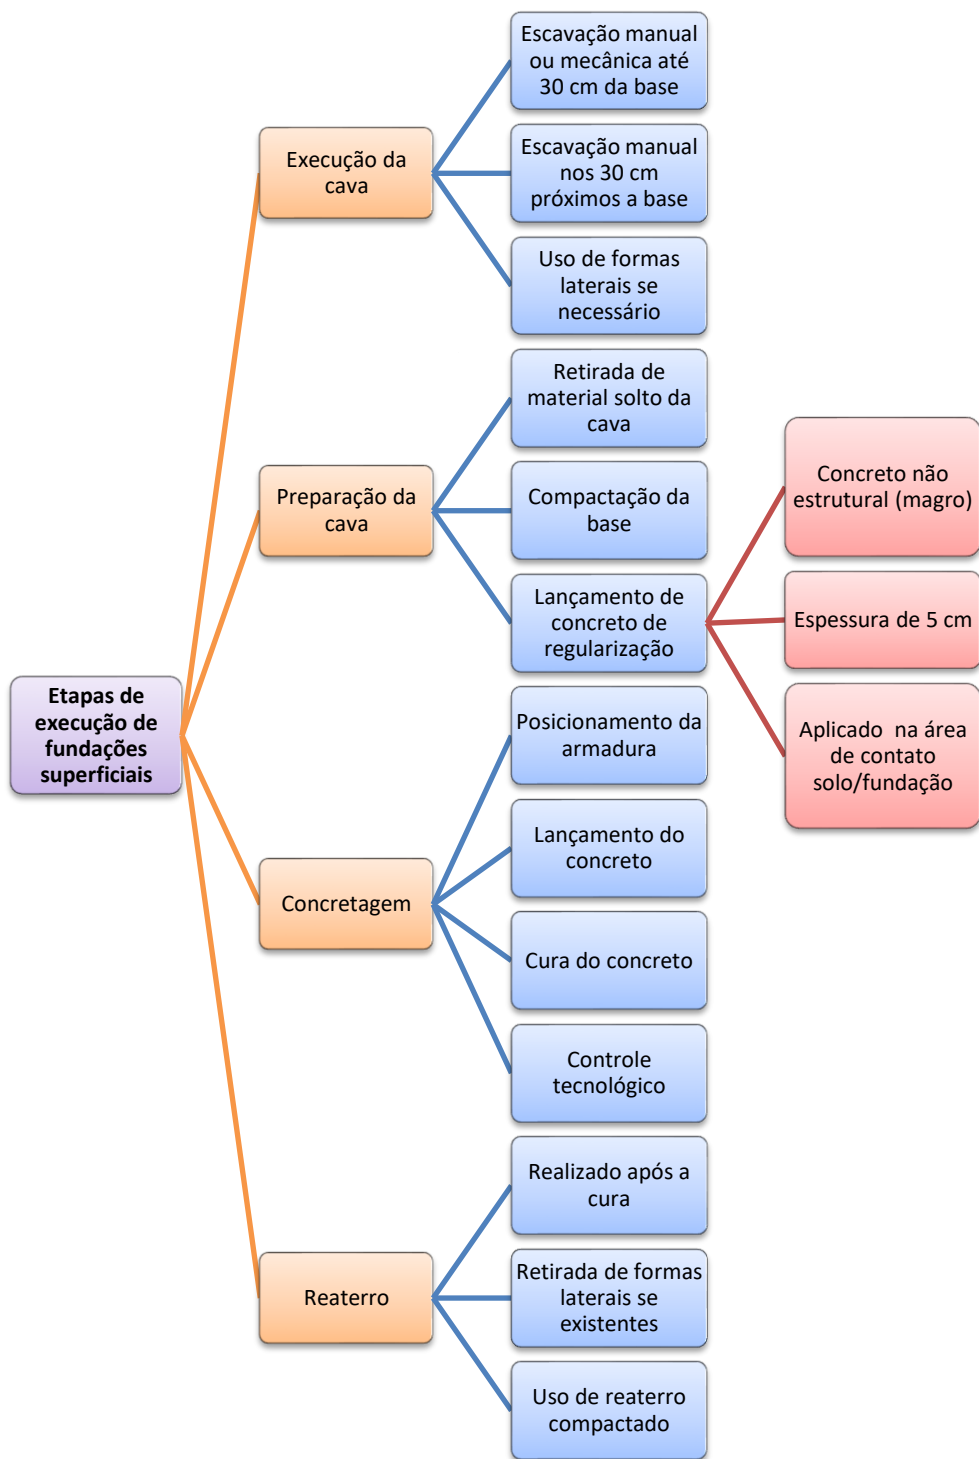 Etapas de
execução de
fundações
superficiais
Execução da
cava
Escavação manual
ou mecânica até
30 cm da base
Escavação manual
nos 30 cm
próximos a base
Uso de formas
laterais se
necessário
Preparação da
cava
Retirada de
material solto da
cava
Compactação da
base
Lançamento de
concreto de
regularização
Concreto não
estrutural (magro)
Espessura de 5 cm
Aplicado  na área
de contato
solo/fundação
Concretagem
Posicionamento da
armadura
Lançamento do
concreto
Cura do concreto
Controle
tecnológico
Reaterro
Realizado após a
cura
Retirada de formas
laterais se
existentes
Uso de reaterro
compactado